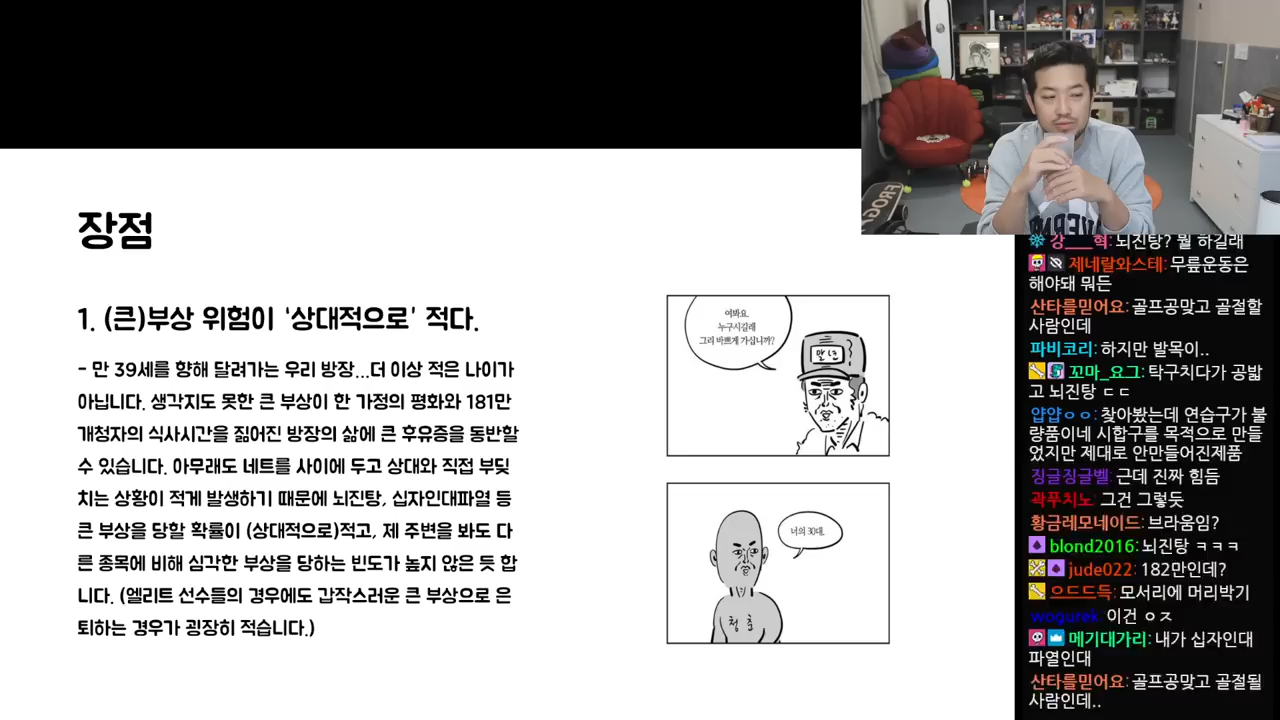 장점
1. (큰)부상 위험이 '상대적으로' 적다.
- 만 39세를 향해 달려가는 우리 방장...더 이상 적은 나이가
아닙니다. 생각지도 못한 큰 부상이 한 가정의 평화와 181만
개청자의 식사시간을 짊어진 방장의 삶에 큰 후유증을 동반할
수 있습니다. 아무래도 네트를 사이에 두고 상대와 직접 부딪
치는 상황이 적게 발생하기 때문에 뇌진탕, 십자인대파열 등
큰 부상을 당할 확률이 (상대적으로)적고, 제 주변을 봐도 다
른 종목에 비해 심각한 부상을 당하는 빈도가 높지 않은 듯 합
니다. (엘리트 선수들의 경우에도 갑작스러운 큰 부상으로 은
퇴하는 경우가 굉장히 적습니다.)
여봐요.
누구시길래
그리 바쁘게 가십니까?
말년
너의 30대.
청춘
FROG
강___혁: 뇌진탕? 뭘 하길래
제네랄와스테: 무릎운동은
해야돼 뭐든
산타를믿어요: 골프공맞고 골절할
사람인데
파비코리: 하지만 발목이..
꼬마_요그: 탁구치다가 공밟
고 뇌진탕 ㄷㄷ
얍얍ㅇㅇ: 찾아봤는데 연습구가 불
량품이네 시합구를 목적으로 만들
었지만 제대로 안만들어진제품
징글징글벨: 근데 진짜 힘듬
곽푸치노: 그건 그렇듯
황금레모네이드: 브라움임?
blond2016: 뇌진탕 ㅋㅋㅋ
jude022: 182만인데?
으드드득: 모서리에 머리박기
wogurek: 이건 ㅇㅈ
메기대가리: 내가 십자인대
파열인대
산타를믿어요: 골프공맞고 골절될
사람인데..